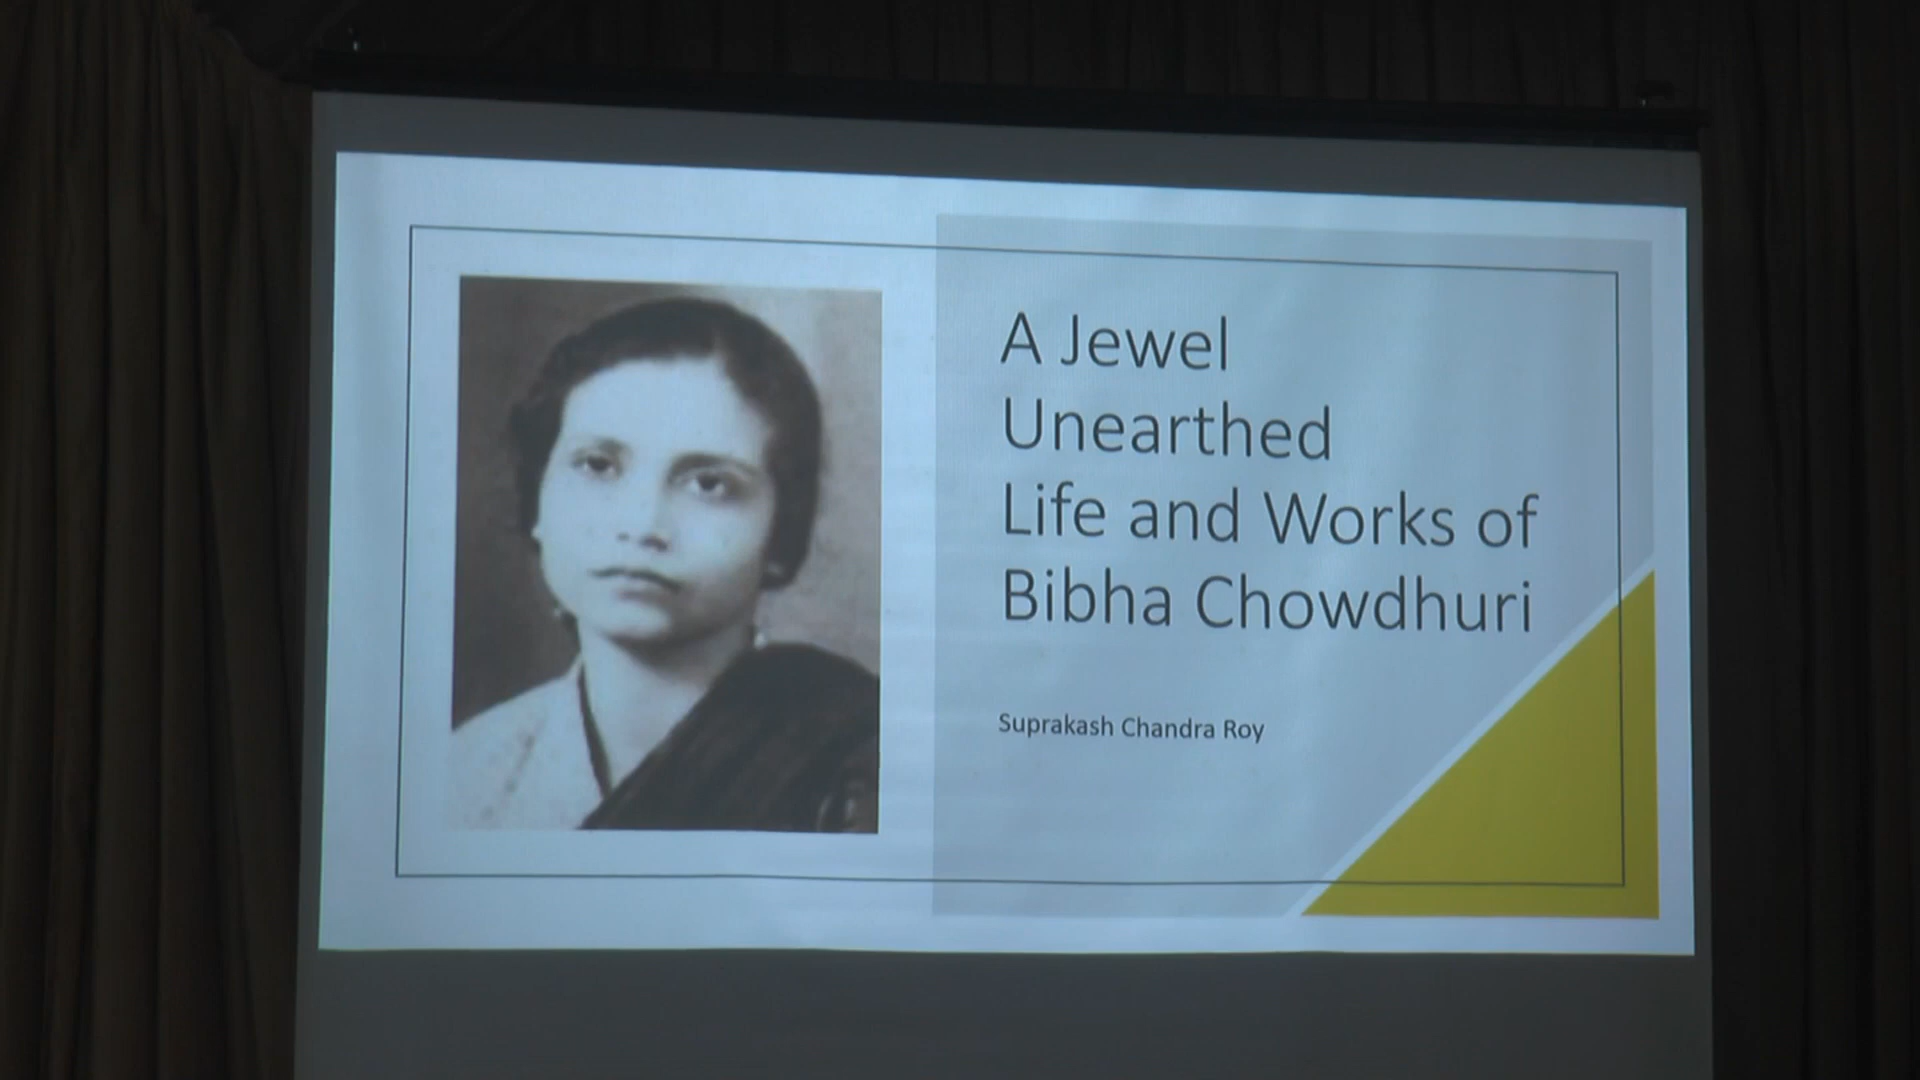 A Jewel
Unearthed
Life and Works of
Bibha Chowdhuri
Suprakash Chandra Roy